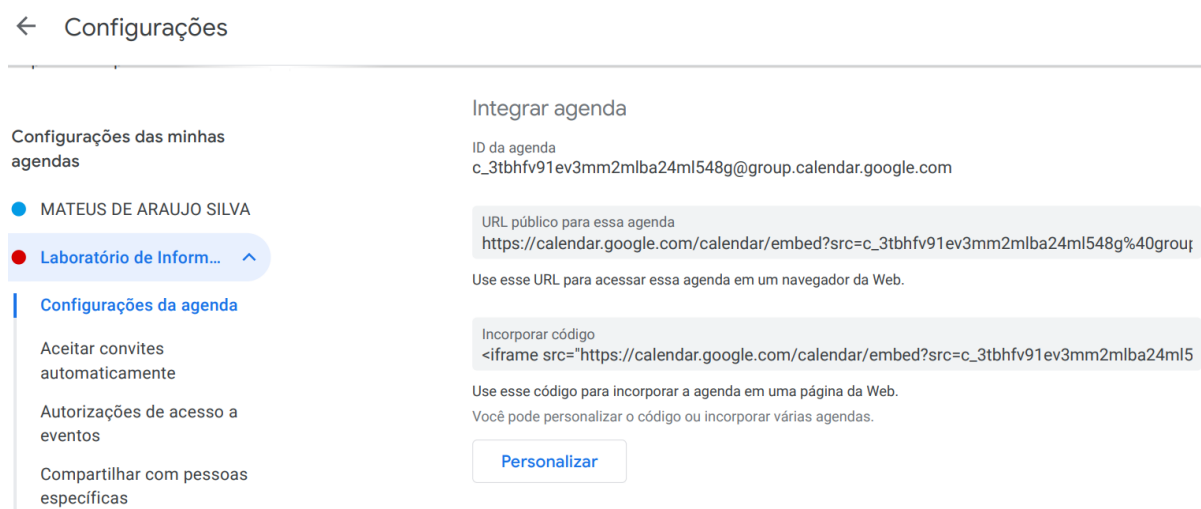 Configurações
Configurações das minhas
agendas
MATEUS DE ARAUJO SILVA
Laboratório de Inform...
Configurações da agenda
Aceitar convites
automaticamente
Autorizações de acesso a
eventos
Compartilhar com pessoas
específicas
Integrar agenda
ID da agenda
c_3tbhfv91ev3mm2mlba24ml548g@group.calendar.google.com
URL público para essa agenda
https://calendar.google.com/calendar/embed?src=c_3tbhfv91ev3mm2mlba24ml548g%40group
Use esse URL para acessar essa agenda em um navegador da Web.
Incorporar código
<iframe src="https://calendar.google.com/calendar/embed?src=c_3tbhfv91ev3mm2mlba24ml5
Use esse código para incorporar a agenda em uma página da Web.
Você pode personalizar o código ou incorporar várias agendas.
Personalizar